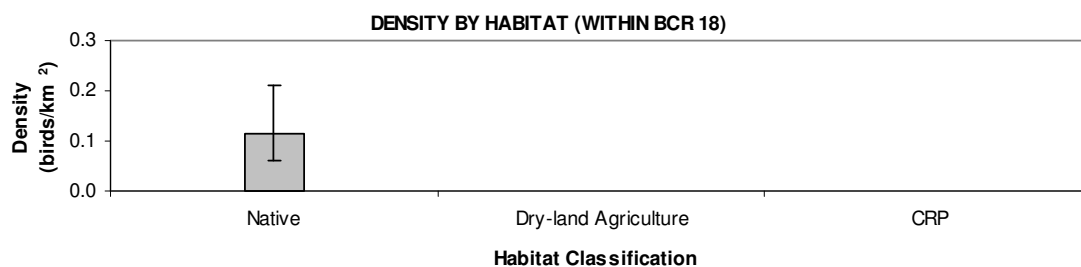 DENSITY BY HABITAT (WITHIN BCR 18)
0.3
0.2
0.1
0.0
Density
(birds/km ²)
Native Dry-land Agriculture CRP
Habitat Classification